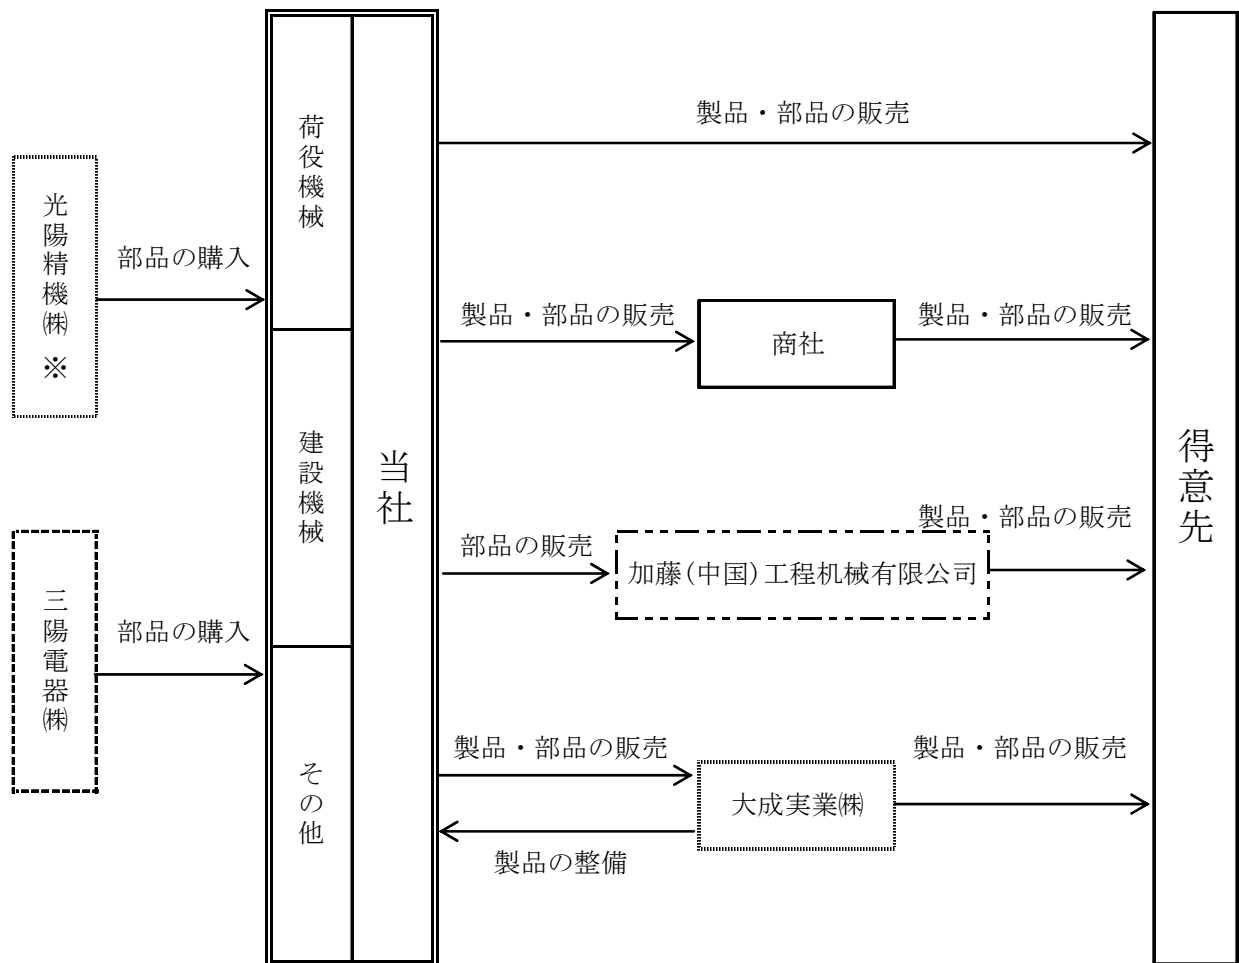 光陽精機㈱※
部品の購入
三陽電器㈱
部品の購入
荷役機械
建設機械
その他
当社
製品・部品の販売
製品・部品の販売
商社
製品・部品の販売
部品の販売
加藤(中国)工程机械有限公司
製品・部品の販売
製品・部品の販売
大成実業㈱
製品・部品の販売
製品の整備
得意先